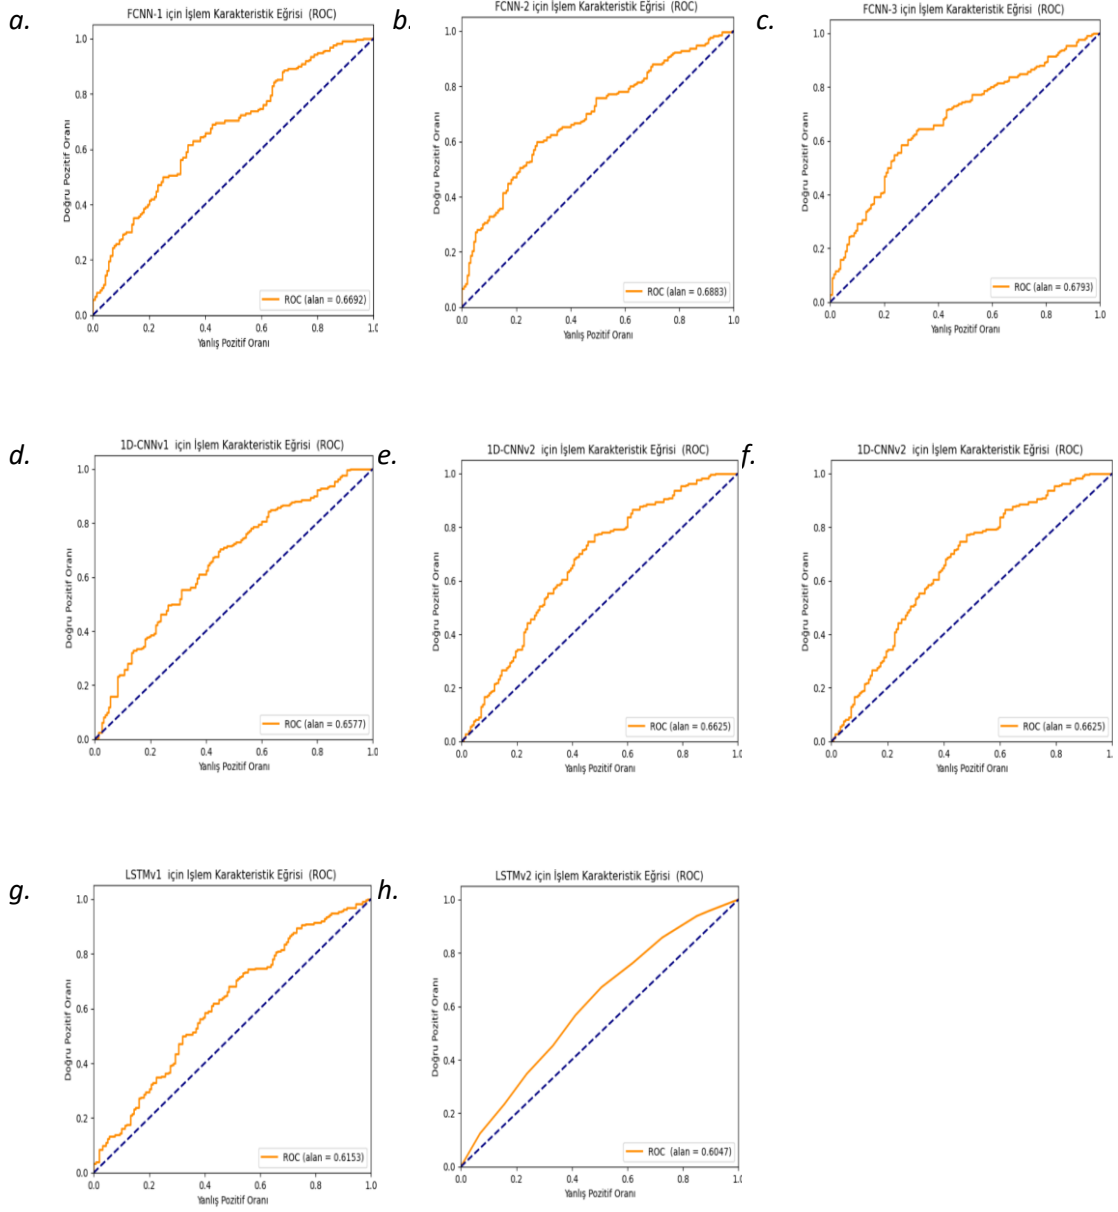 a.
FCNN-1 için İşlem Karakteristik Eğrisi (ROC)
Doğru Pozitif Oranı
1.0
0.8
0.6
0.4
0.2
0.0
0.0 0.2 0.4 0.6 0.8 1.0
Yanlış Pozitif Oranı
ROC (alan = 0.6692)
b.
FCNN-2 için İşlem Karakteristik Eğrisi (ROC)
Doğru Pozitif Oranı
1.0
0.8
0.6
0.4
0.2
0.0
0.0 0.2 0.4 0.6 0.8 1.0
Yanlış Pozitif Oranı
ROC (alan = 0.6883)
c.
FCNN-3 için İşlem Karakteristik Eğrisi (ROC)
Doğru Pozitif Oranı
1.0
0.8
0.6
0.4
0.2
0.0
0.0 0.2 0.4 0.6 0.8 1.0
Yanlış Pozitif Oranı
ROC (alan = 0.6793)
d.
1D-CNNv1 için İşlem Karakteristik Eğrisi (ROC)
Doğru Pozitif Oranı
1.0
0.8
0.6
0.4
0.2
0.0
0.0 0.2 0.4 0.6 0.8 1.0
Yanlış Pozitif Oranı
ROC (alan = 0.6577)
e.
1D-CNNv2 için İşlem Karakteristik Eğrisi (ROC)
Doğru Pozitif Oranı
1.0
0.8
0.6
0.4
0.2
0.0
0.0 0.2 0.4 0.6 0.8 1.0
Yanlış Pozitif Oranı
ROC (alan = 0.6625)
f.
1D-CNNv2 için İşlem Karakteristik Eğrisi (ROC)
Doğru Pozitif Oranı
1.0
0.8
0.6
0.4
0.2
0.0
0.0 0.2 0.4 0.6 0.8 1.0
Yanlış Pozitif Oranı
ROC (alan = 0.6625)
g.
LSTMv1 için İşlem Karakteristik Eğrisi (ROC)
Doğru Pozitif Oranı
1.0
0.8
0.6
0.4
0.2
0.0
0.0 0.2 0.4 0.6 0.8 1.0
Yanlış Pozitif Oranı
ROC (alan = 0.6153)
h.
LSTMv2 için İşlem Karakteristik Eğrisi (ROC)
Doğru Pozitif Oranı
1.0
0.8
0.6
0.4
0.2
0.0
0.0 0.2 0.4 0.6 0.8 1.0
Yanlış Pozitif Oranı
ROC (alan = 0.6047)